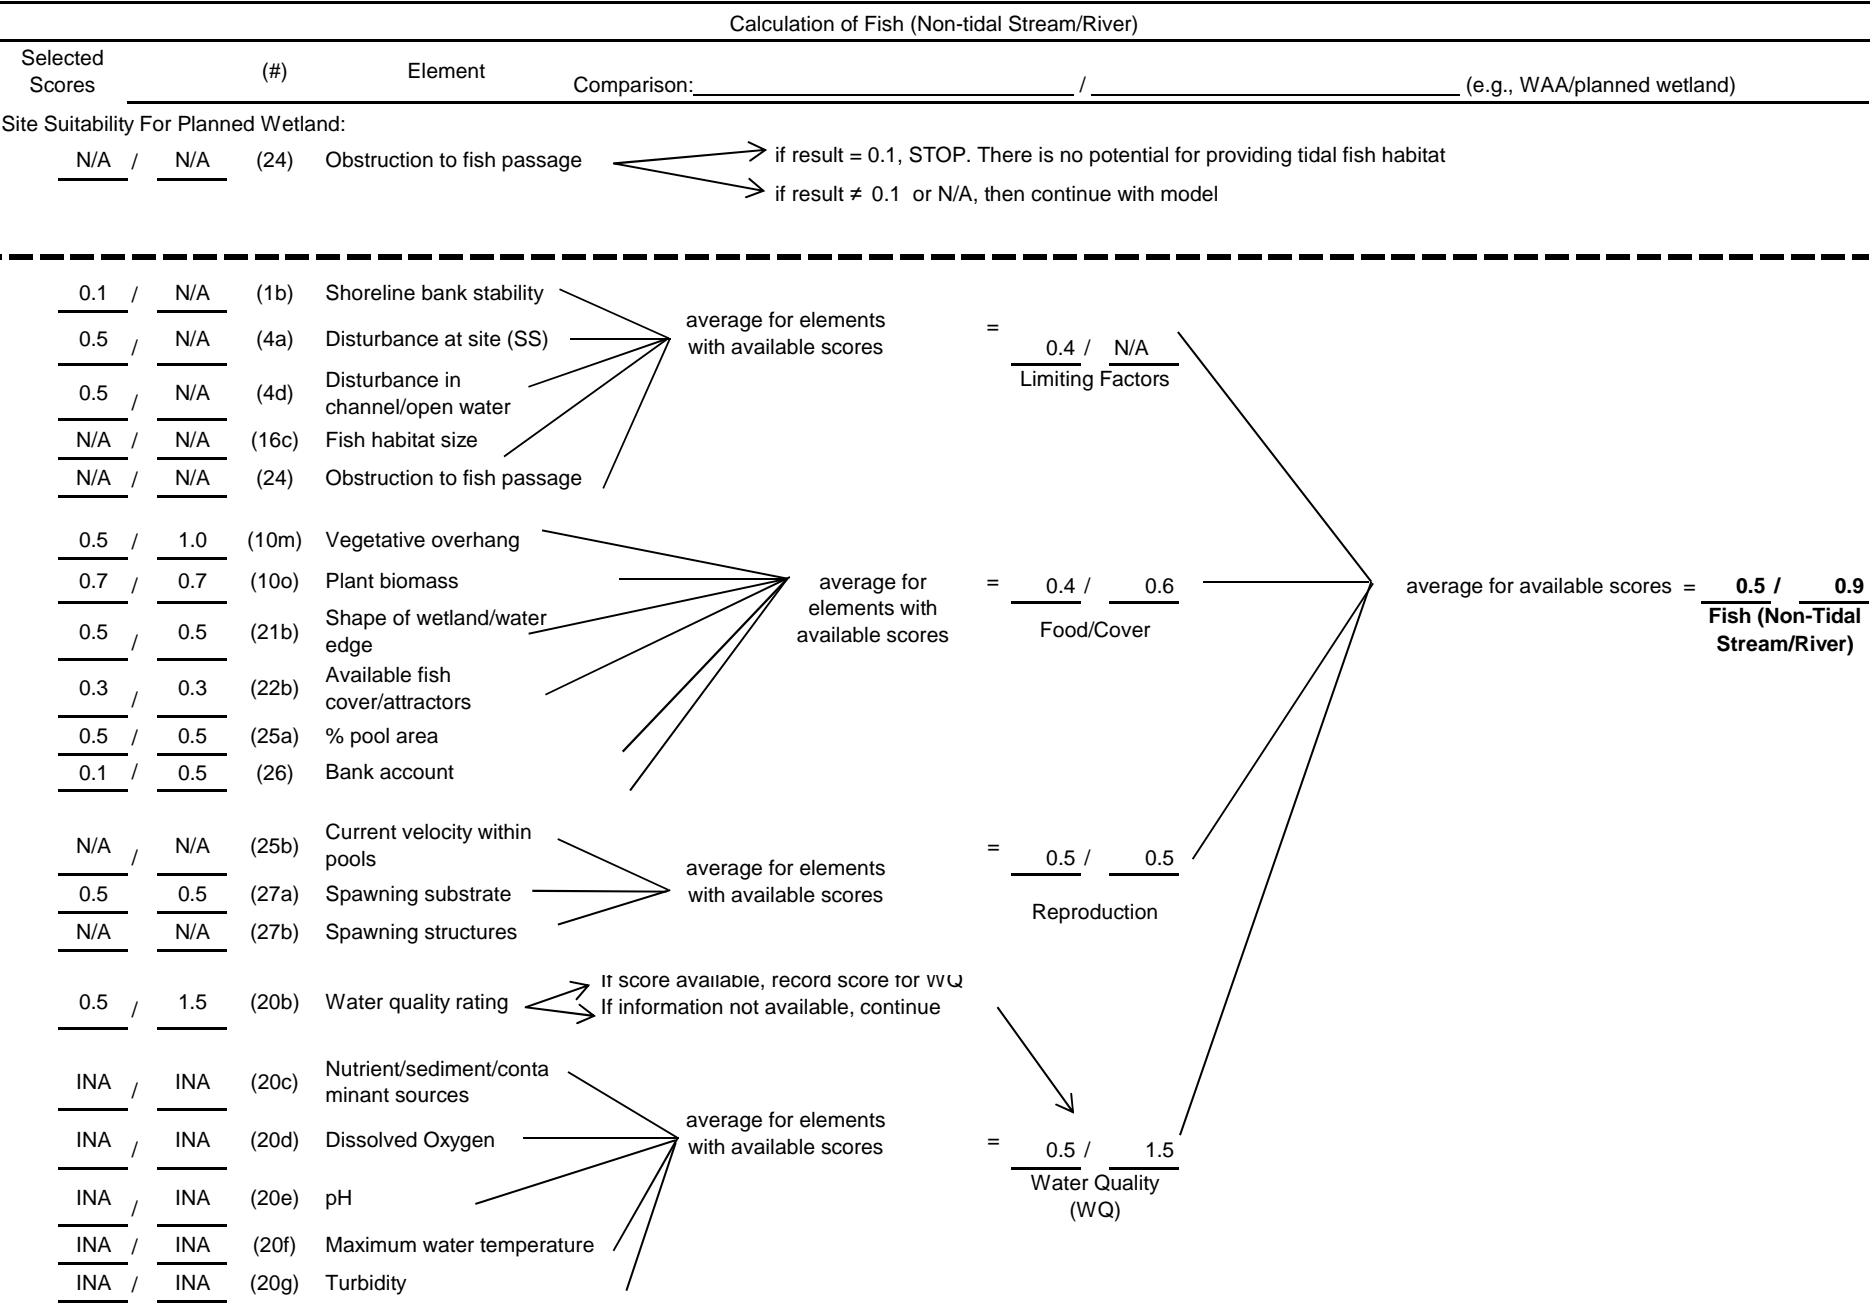 Calculation of Fish (Non-tidal Stream/River)
Selected
Scores
(#)
Element
Comparison: / (e.g., WAA/planned wetland)
Site Suitability For Planned Wetland:
N/A / N/A (24) Obstruction to fish passage
if result = 0.1, STOP. There is no potential for providing tidal fish habitat
if result ≠ 0.1 or N/A, then continue with model
0.1 / N/A (1b) Shoreline bank stability
0.5 / N/A (4a) Disturbance at site (SS)
0.5 / N/A (4d) Disturbance in
channel/open water
N/A / N/A (16c) Fish habitat size
N/A / N/A (24) Obstruction to fish passage
average for elements
with available scores
=
0.4 / N/A
Limiting Factors
0.5 / 1.0 (10m) Vegetative overhang
0.7 / 0.7 (10o) Plant biomass
0.5 / 0.5 (21b) Shape of wetland/water
edge
0.3 / 0.3 (22b) Available fish
cover/attractors
0.5 / 0.5 (25a) % pool area
0.1 / 0.5 (26) Bank account
average for
elements with
available scores
= 0.4 / 0.6
Food/Cover
average for available scores = 0.5 / 0.9
Fish (Non-Tidal
Stream/River)
N/A / N/A (25b) Current velocity within
pools
0.5 0.5 (27a) Spawning substrate
N/A N/A (27b) Spawning structures
average for elements
with available scores
=
0.5 / 0.5
Reproduction
0.5 / 1.5 (20b) Water quality rating
If score available, record score for WQ
If information not available, continue
INA / INA (20c) Nutrient/sediment/conta
minant sources
INA / INA (20d) Dissolved Oxygen
INA / INA (20e) pH
INA / INA (20f) Maximum water temperature
INA / INA (20g) Turbidity
average for elements
with available scores
=
0.5 / 1.5
Water Quality
(WQ)